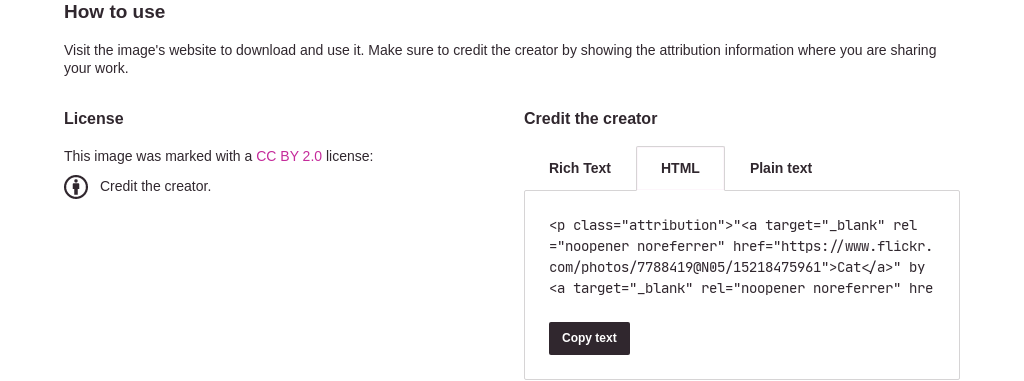 How to use
Visit the image's website to download and use it. Make sure to credit the creator by showing the attribution information where you are sharing
your work.
License
This image was marked with a CC BY 2.0 license:
Credit the creator.
Credit the creator
Rich Text
HTML
Plain text
<p class="attribution">"<a target="_blank" rel
="noopener noreferrer" href="https://www.flickr.
com/photos/7788419@N05/15218475961">Cat</a>" by
<a target="_blank" rel="noopener noreferrer" hre
Copy text